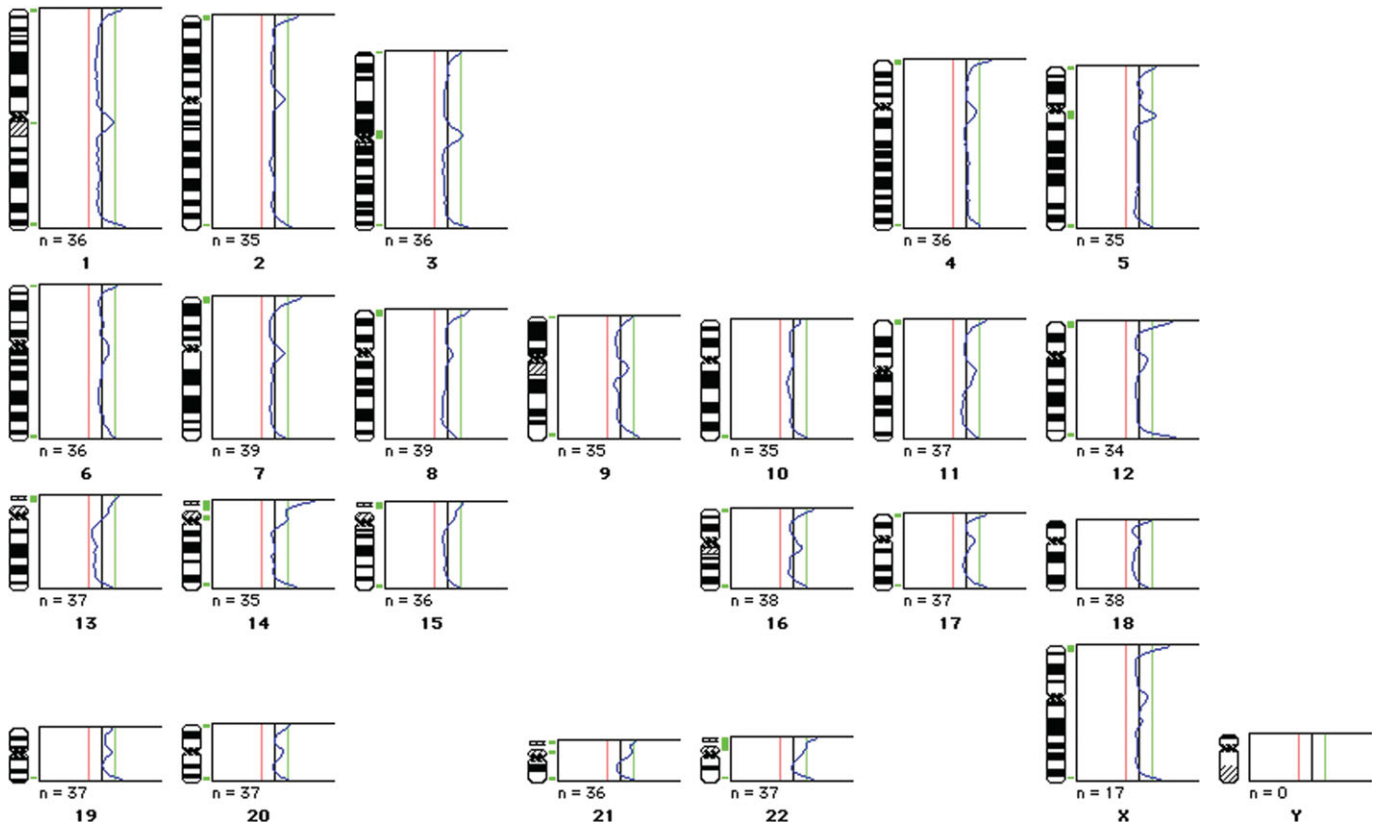 n = 36 n = 35 n = 36 n = 36 n = 35
1 2 3 4 5
n = 36 n = 39 n = 39 n = 35 n = 35 n = 37 n = 34
6 7 8 9 10 11 12
n = 37 n = 35 n = 36 n = 38 n = 37 n = 38
13 14 15 16 17 18
n = 37 n = 37 n = 36 n = 37 n = 17 n = 0
19 20 21 22 X Y